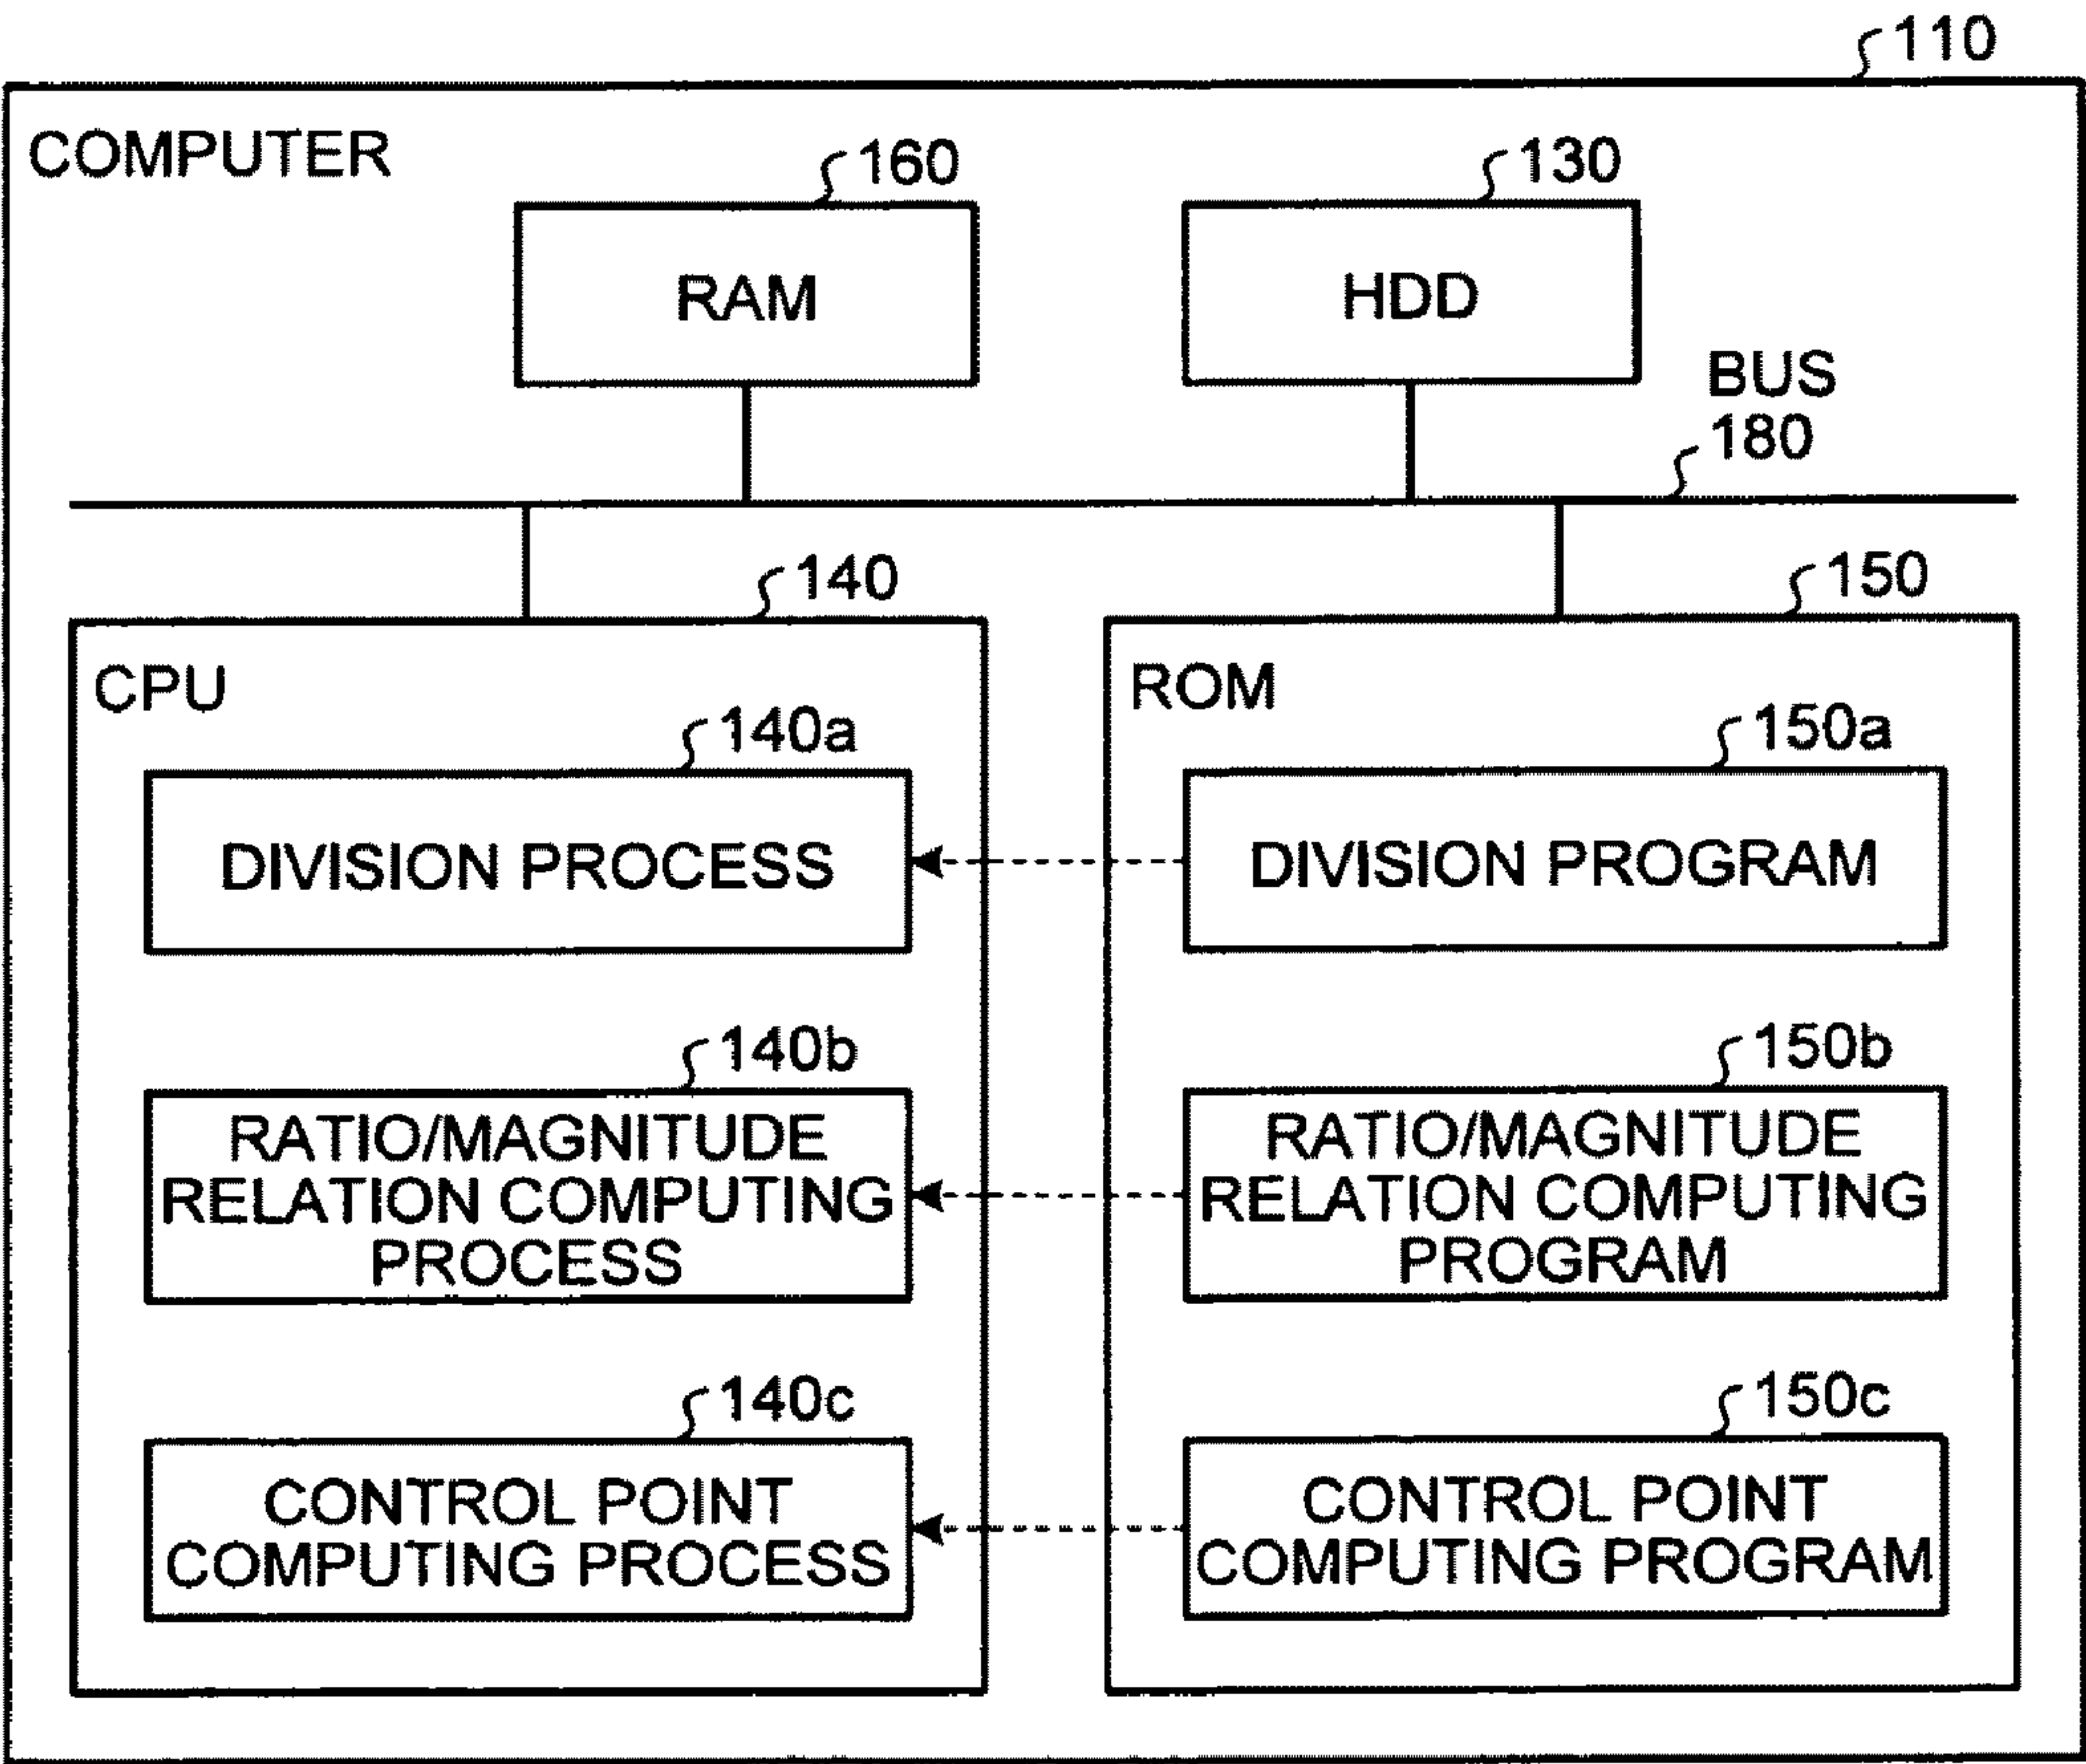 110
COMPUTER
160
130
RAM
HDD
BUS
180
140
150
CPU
ROM
140a
150a
DIVISION PROCESS
DIVISION PROGRAM
140b
150b
RATIO/MAGNITUDE
RELATION COMPUTING
PROCESS
RATIO/MAGNITUDE
RELATION COMPUTING
PROGRAM
140c
150c
CONTROL POINT
COMPUTING PROCESS
CONTROL POINT
COMPUTING PROGRAM